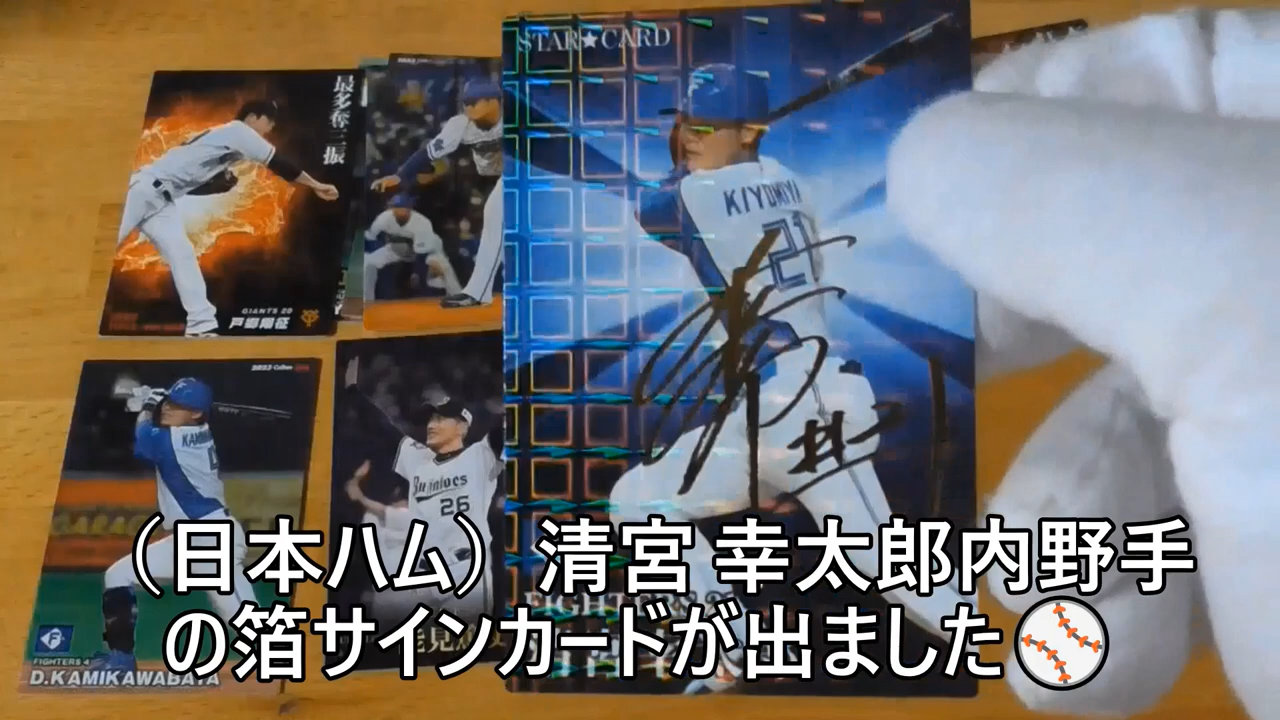 STAR★CARD
最多奪三振
KIYOMIYA
21
GIANTS 20
戸郷翔征
2023 Calbee
Buffaloes
26
(日本ハム) 清宮 幸太郎内野手
の箔サインカードが出ました
FIGHTERS 4
D.KAMIKAWABATA